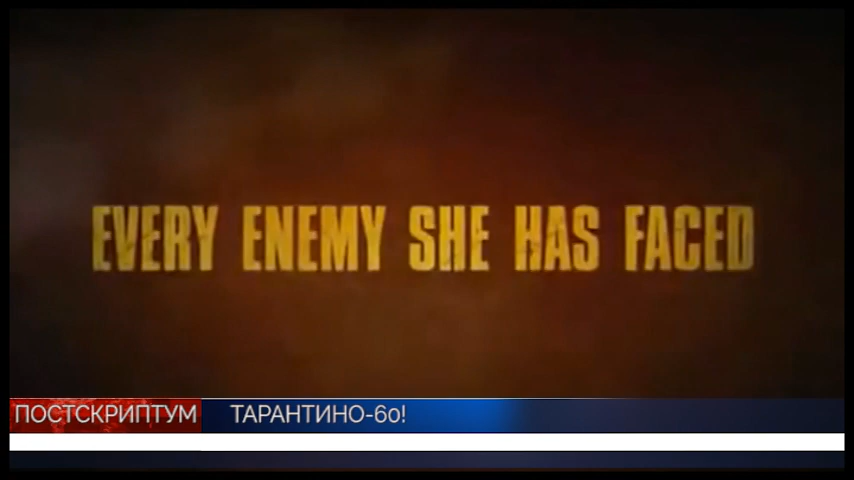 EVERY ENEMY SHE HAS FACED
ПОСТСКРИПТУМ
ТАРАНТИНО-60!